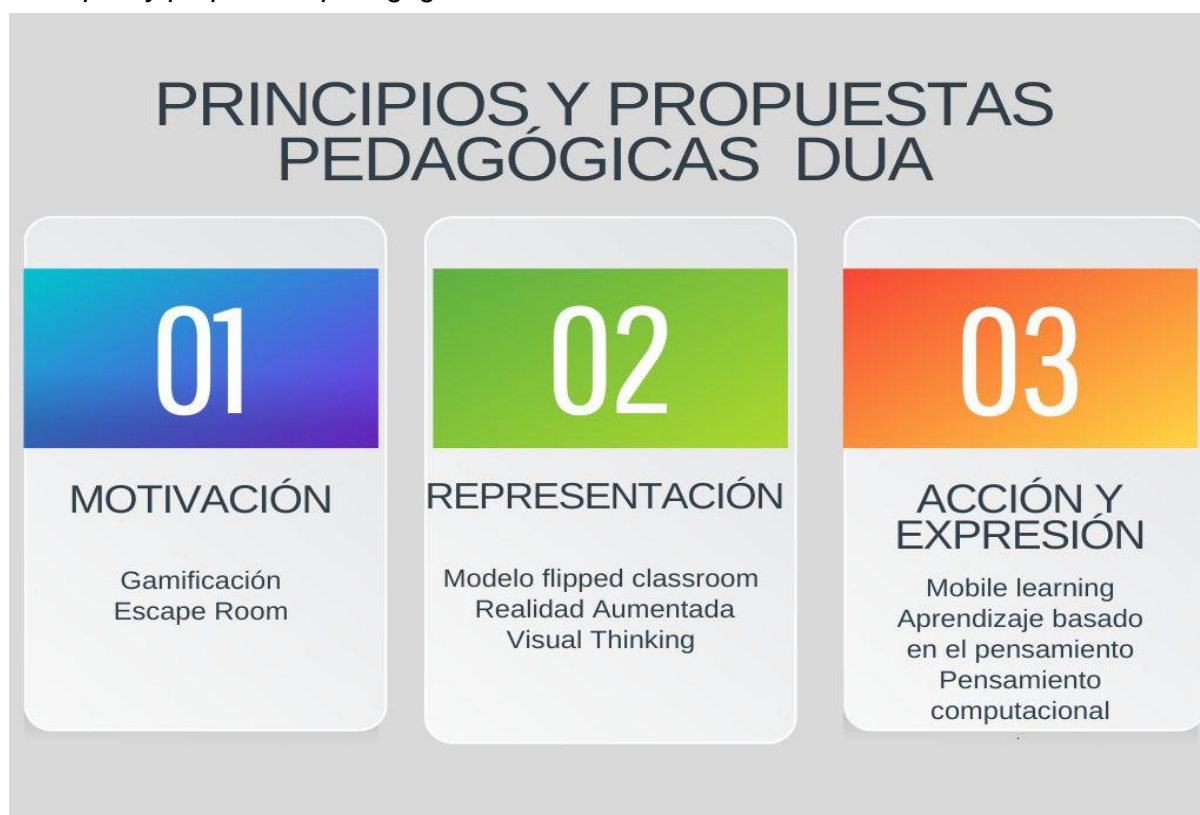 PRINCIPIOS Y PROPUESTAS
PEDAGÓGICAS DUA
01
MOTIVACIÓN
Gamificación
Escape Room
02
REPRESENTACIÓN
Modelo flipped classroom
Realidad Aumentada
Visual Thinking
03
ACCIÓN Y
EXPRESIÓN
Mobile learning
Aprendizaje basado
en el pensamiento
Pensamiento
computacional
.